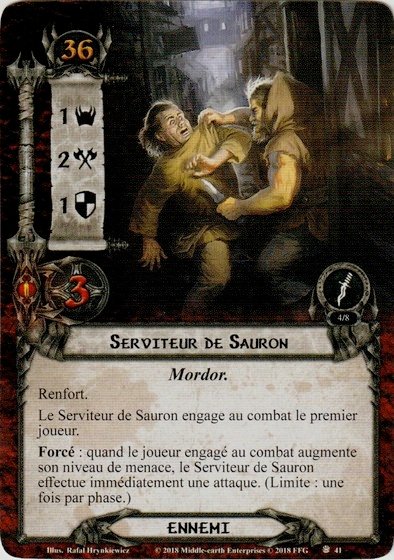 36
1
2
1
3
4/8
Serviteur de Sauron
Mordor.
Renfort.
Le Serviteur de Sauron engage au combat le premier
joueur.
Forcé : quand le joueur engagé au combat augmente
son niveau de menace, le Serviteur de Sauron
effectue immédiatement une attaque. (Limite : une
fois par phase.)
ENNEMI
Illus. Rafal Hrynkiewicz © 2018 Middle-earth Enterprises © 2018 FFG 41